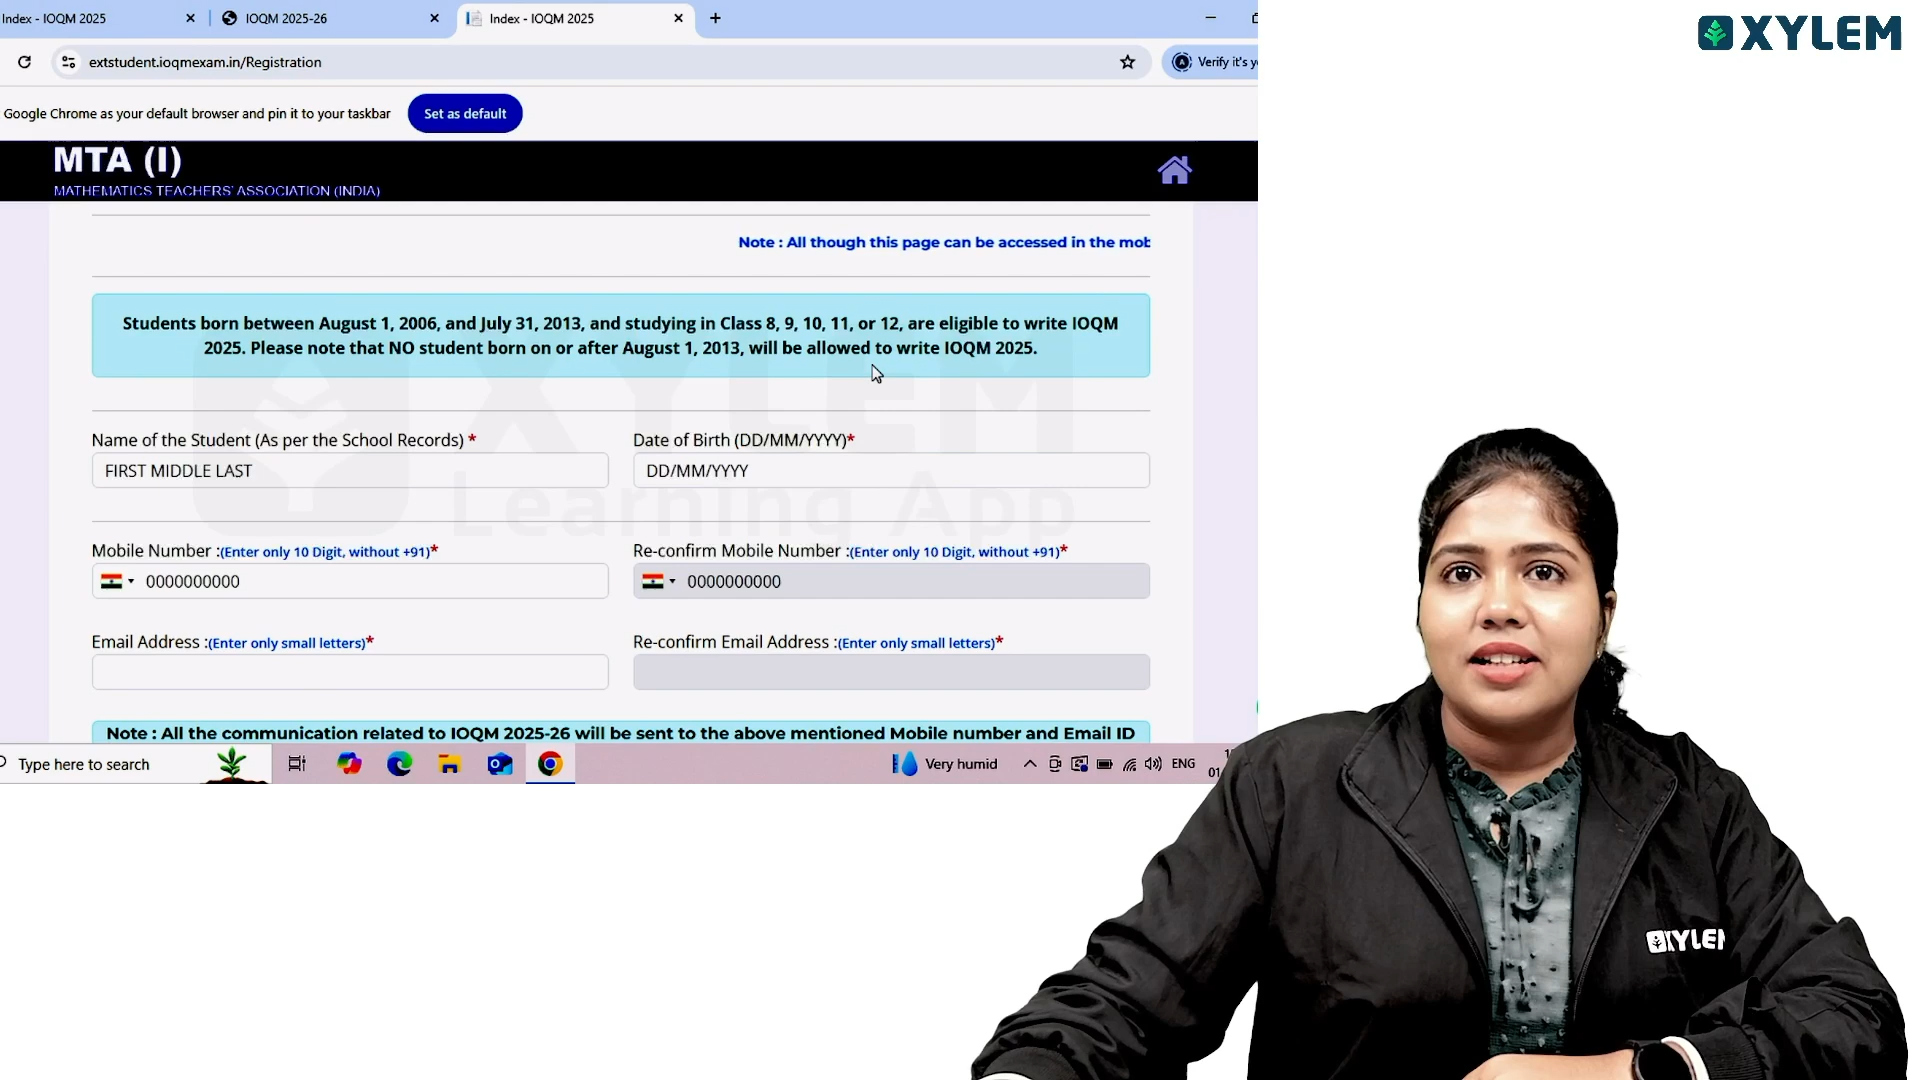 Index - IOQM 2025
IOQM 2025-26
Index - IOQM 2025
XYLEM
extstudent.ioqmexam.in/Registration
Verify it's y
Google Chrome as your default browser and pin it to your taskbar
Set as default
MTA (I)
MATHEMATICS TEACHERS' ASSOCIATION (INDIA)
Note : All though this page can be accessed in the mob
Students born between August 1, 2006, and July 31, 2013, and studying in Class 8, 9, 10, 11, or 12, are eligible to write IOQM
2025. Please note that NO student born on or after August 1, 2013, will be allowed to write IOQM 2025.
XYLEM
Learning App
Name of the Student (As per the School Records) *
Date of Birth (DD/MM/YYYY)*
FIRST MIDDLE LAST
DD/MM/YYYY
Mobile Number :(Enter only 10 Digit, without +91)*
Re-confirm Mobile Number :(Enter only 10 Digit, without +91)*
0000000000
0000000000
Email Address :(Enter only small letters)*
Re-confirm Email Address :(Enter only small letters)*
Note : All the communication related to IOQM 2025-26 will be sent to the above mentioned Mobile number and Email ID
Type here to search
Very humid
ENG
01
XYLEM